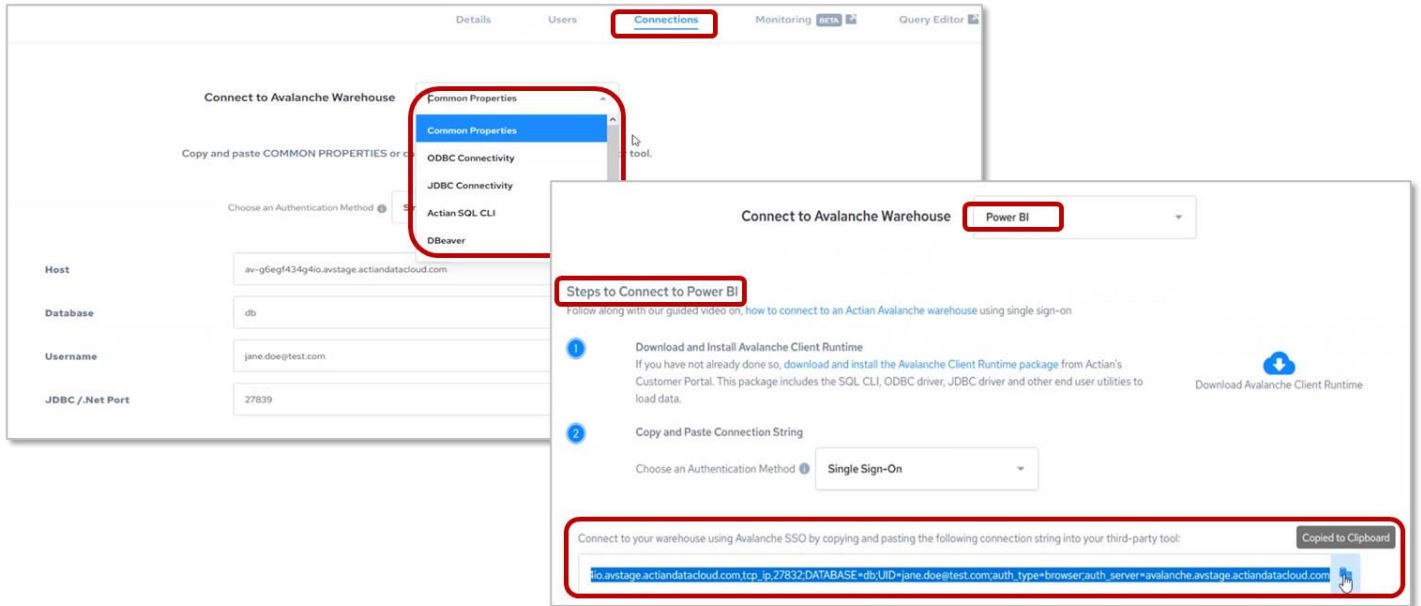 Details Users Connections Monitoring BETA Query Editor
Connect to Avalanche Warehouse Common Properties
Common Properties
ODBC Connectivity
JDBC Connectivity
Actian SQL CLI
DBeaver
Copy and paste COMMON PROPERTIES or tool.
Choose an Authentication Method
Host av-g6egf434g4io.avstage.actiandatacloud.com
Database db
Username jane.doe@test.com
JDBC /.Net Port 27839
Connect to Avalanche Warehouse Power BI
Steps to Connect to Power BI
Follow along with our guided video on, how to connect to an Actian Avalanche warehouse using single sign-on
1 Download and Install Avalanche Client Runtime
If you have not already done so, download and install the Avalanche Client Runtime package from Actian's
Customer Portal. This package includes the SQL CLI, ODBC driver, JDBC driver and other end user utilities to
load data.
Download Avalanche Client Runtime
2 Copy and Paste Connection String
Choose an Authentication Method Single Sign-On
Connect to your warehouse using Avalanche SSO by copying and pasting the following connection string into your third-party tool:
Copied to Clipboard
4io.avstage.actiandatacloud.com,tcp_ip,27832;DATABASE=db;UID=jane.doe@test.com;auth_type=browser;auth_server=avalanche.avstage.actiandatacloud.com